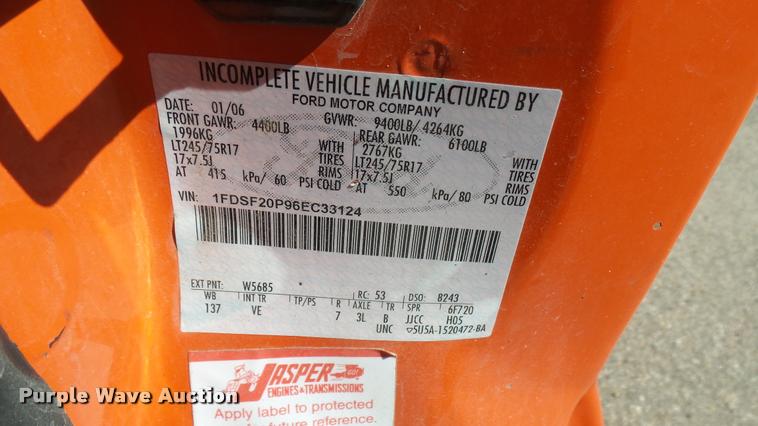 INCOMPLETE VEHICLE MANUFACTURED BY
FORD MOTOR COMPANY
DATE: 01/06 GVWR: 9400LB/ 4264KG
FRONT GAWR: 4400LB REAR GAWR: 6100LB
1996KG WITH 2767KG WITH
LT245/75R17 TIRES LT245/75R17 TIRES
17x7.5J RIMS 17x7.5J RIMS
AT 415 kPa/ 60 PSI COLD AT 550 kPa/ 80 PSI COLD
VIN: 1FDSF20P96EC33124
EXT PNT: W5685 RC: 53 DSO: B243
WB INT TR TP/PS R AXLE TR SPR 6F720
137 VE 7 3L B JJCC H05
UNC 5U5A-1520472-BA
JASPER
ENGINES & TRANSMISSIONS
Apply label to protected
future reference.
Purple Wave Auction